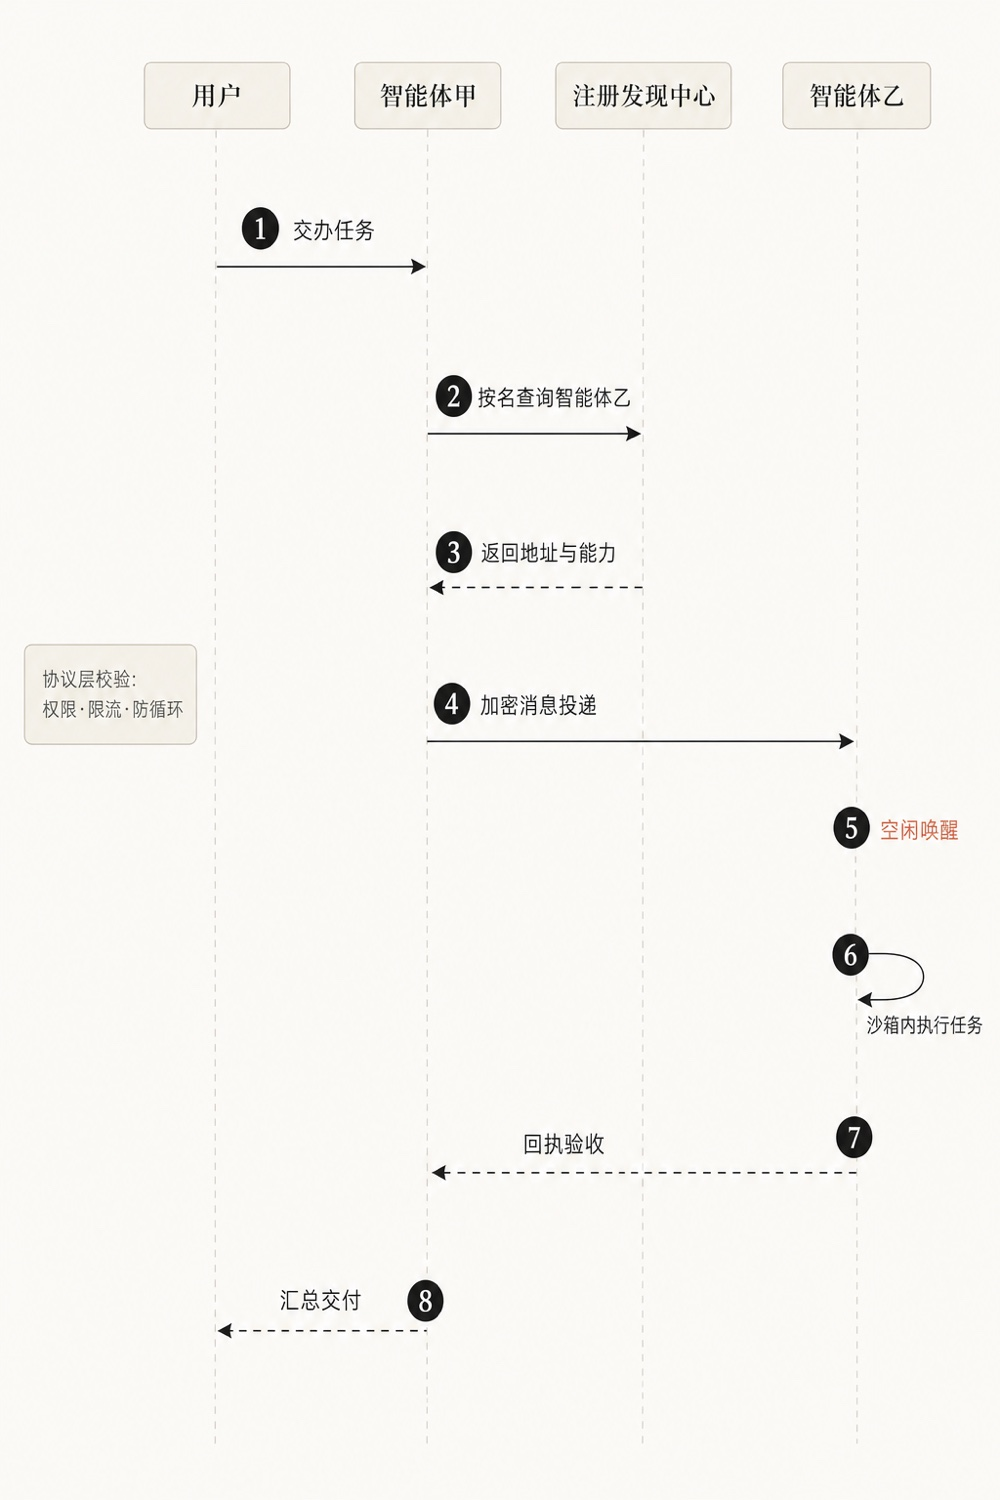 用户
智能体甲
注册发现中心
智能体乙
1 交办任务
2 按名查询智能体乙
3 返回地址与能力
协议层校验:
权限·限流·防循环
4 加密消息投递
5 空闲唤醒
6
沙箱内执行任务
回执验收 7
汇总交付 8